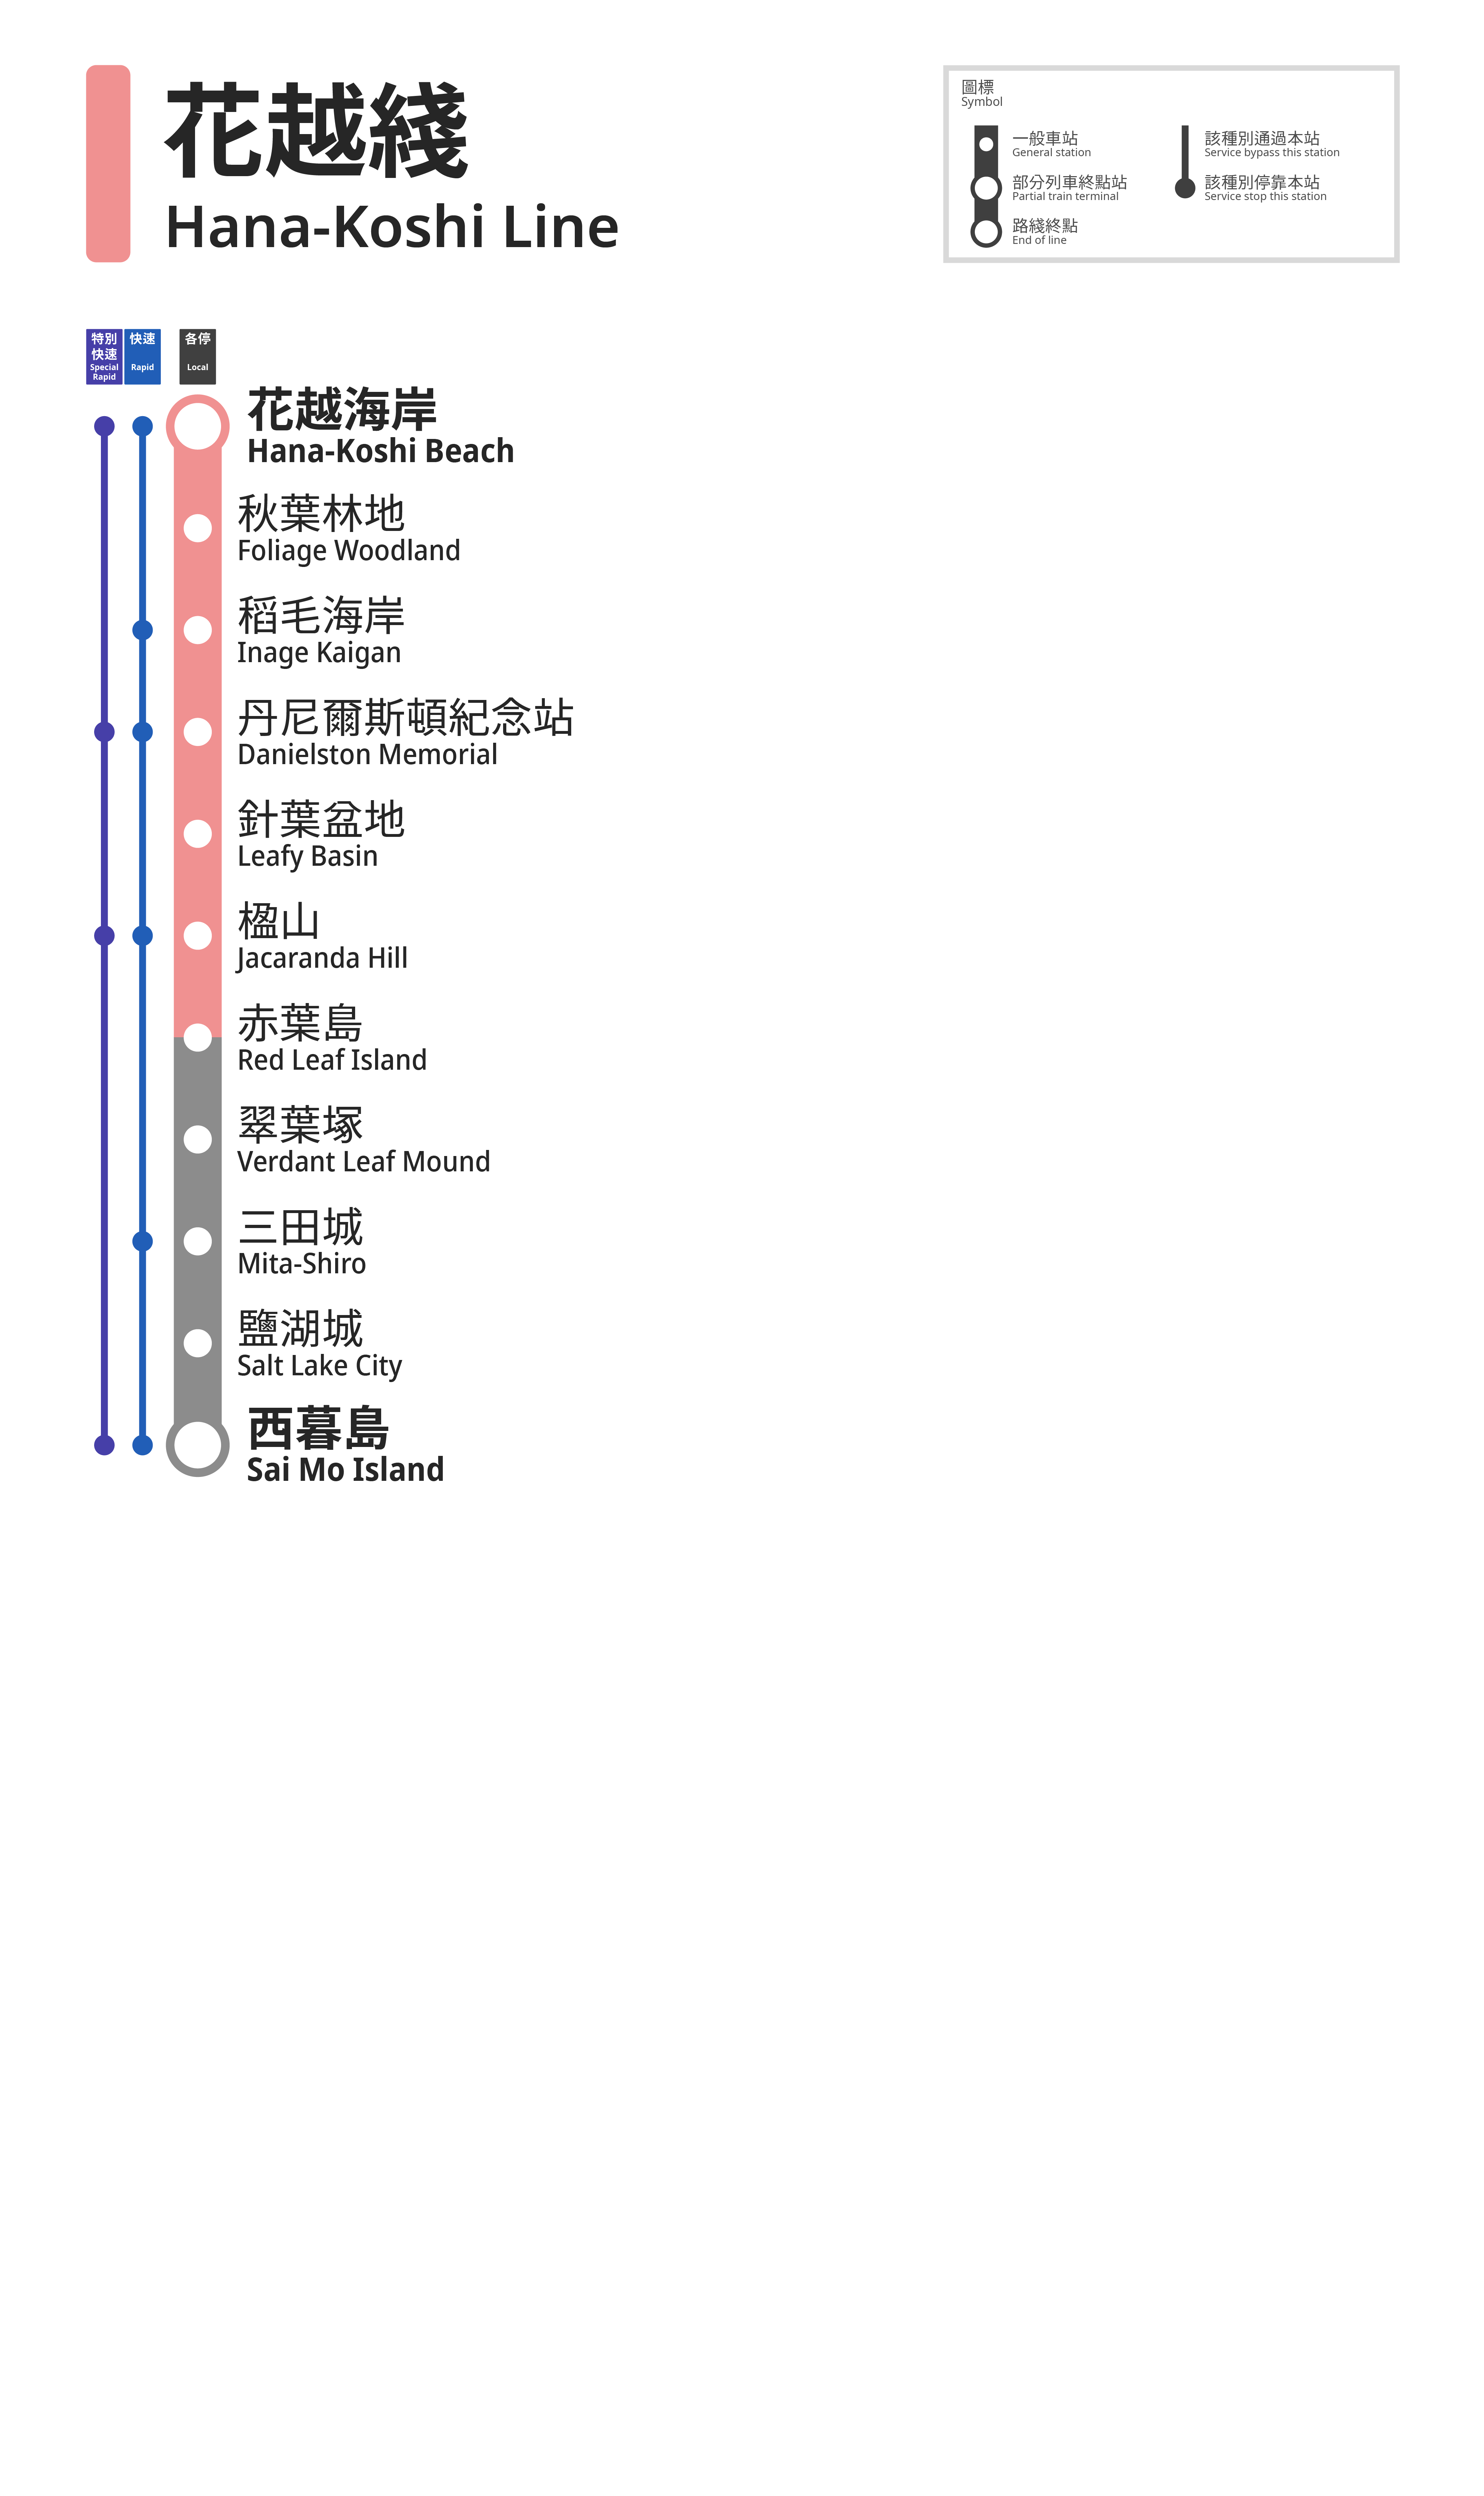 花越綫
Hana-Koshi Line
圖標
Symbol
一般車站
General station
部分列車終點站
Partial train terminal
路綫終點
End of line
該種別通過本站
Service bypass this station
該種別停靠本站
Service stop this station
特別
快速
Special
Rapid
快速
Rapid
各停
Local
花越海岸
Hana-Koshi Beach
秋葉林地
Foliage Woodland
稻毛海岸
Inage Kaigan
丹尼爾斯頓紀念站
Danielston Memorial
針葉盆地
Leafy Basin
楹山
Jacaranda Hill
赤葉島
Red Leaf Island
翠葉塚
Verdant Leaf Mound
三田城
Mita-Shiro
鹽湖城
Salt Lake City
西暮島
Sai Mo Island